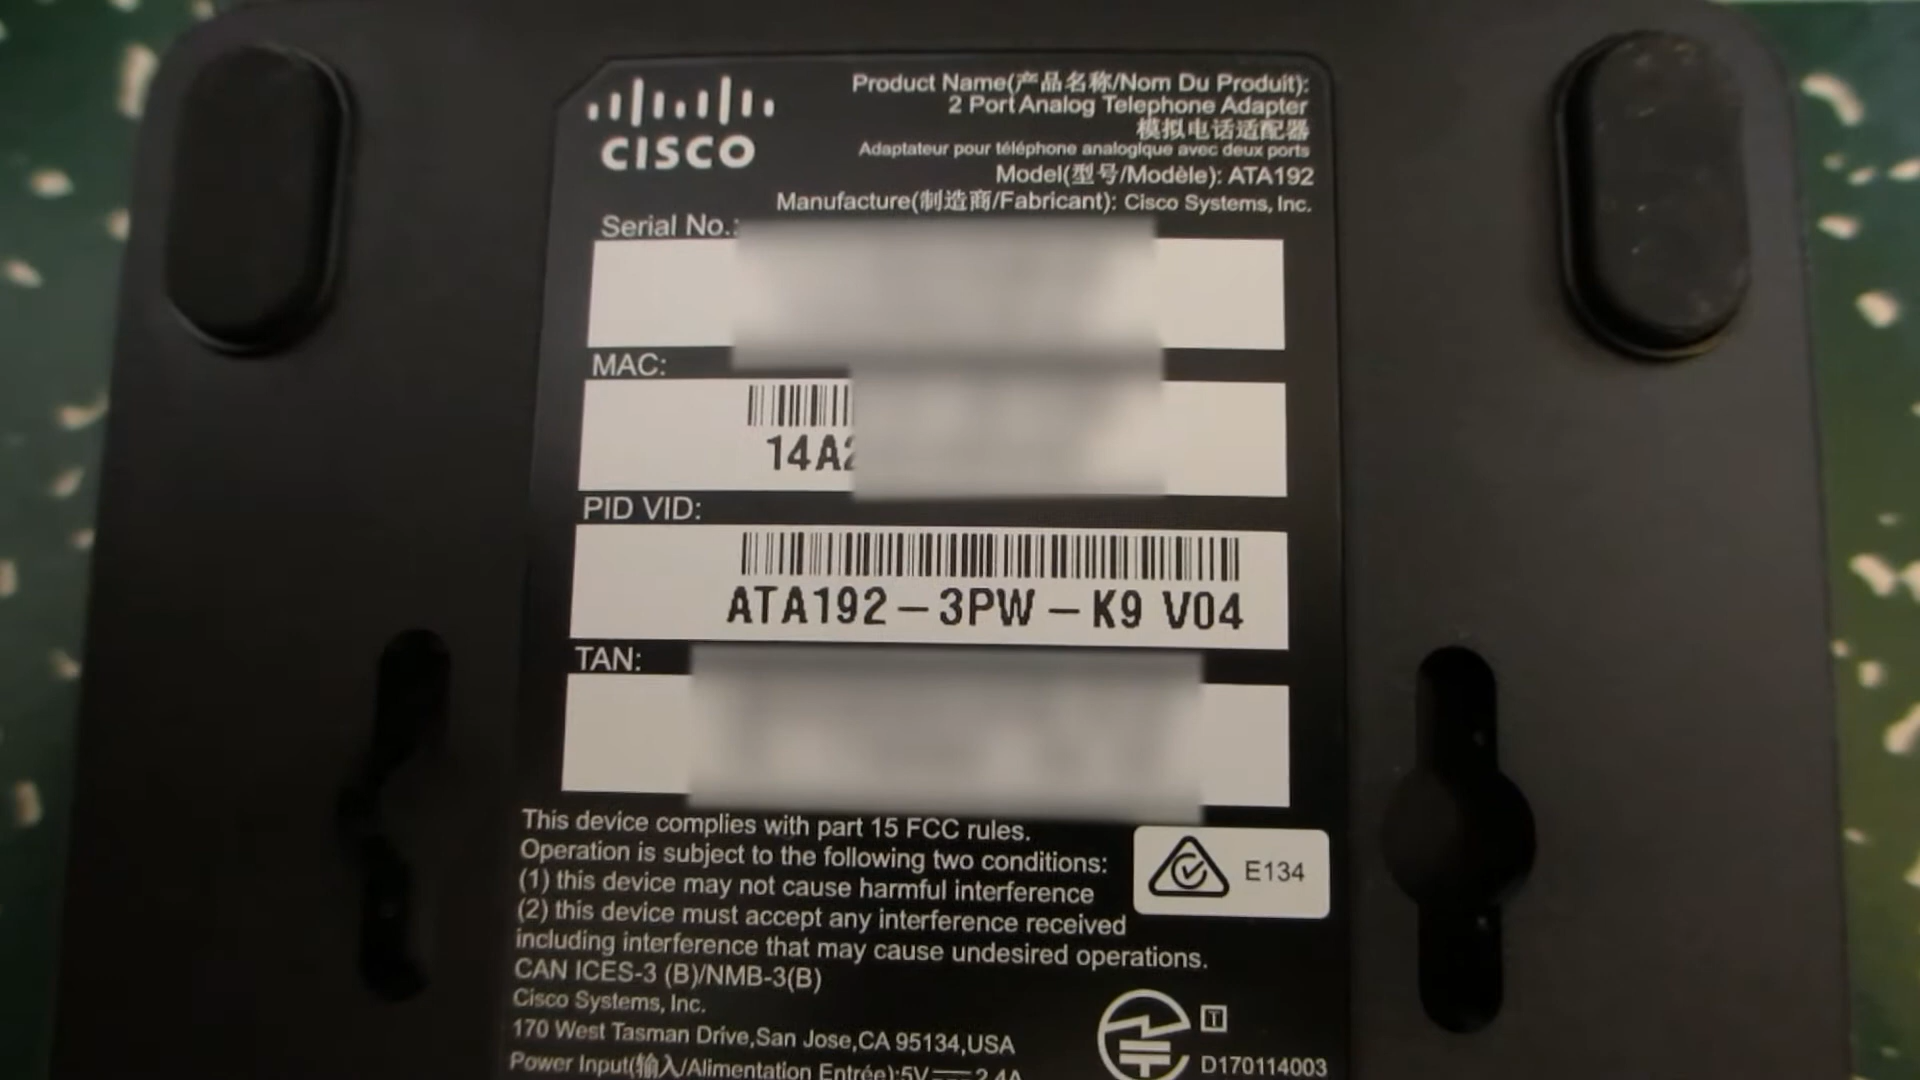 CISCO
Product Name(产品名称/Nom Du Produit):
2 Port Analog Telephone Adapter
模拟电话适配器
Adaptateur pour téléphone analogique avec deux ports
Model(型号/Modèle): ATA192
Manufacture(制造商/Fabricant): Cisco Systems, Inc.
Serial No.:
MAC:
14A2
PID VID:
ATA192-3PW-K9 V04
TAN:
This device complies with part 15 FCC rules.
Operation is subject to the following two conditions:
(1) this device may not cause harmful interference
(2) this device must accept any interference received
including interference that may cause undesired operations.
E134
CAN ICES-3 (B)/NMB-3(B)
Cisco Systems, Inc.
170 West Tasman Drive,San Jose,CA 95134,USA
Power Input(输入/Alimentation Entrée):5V⎓2.4A
T
D170114003